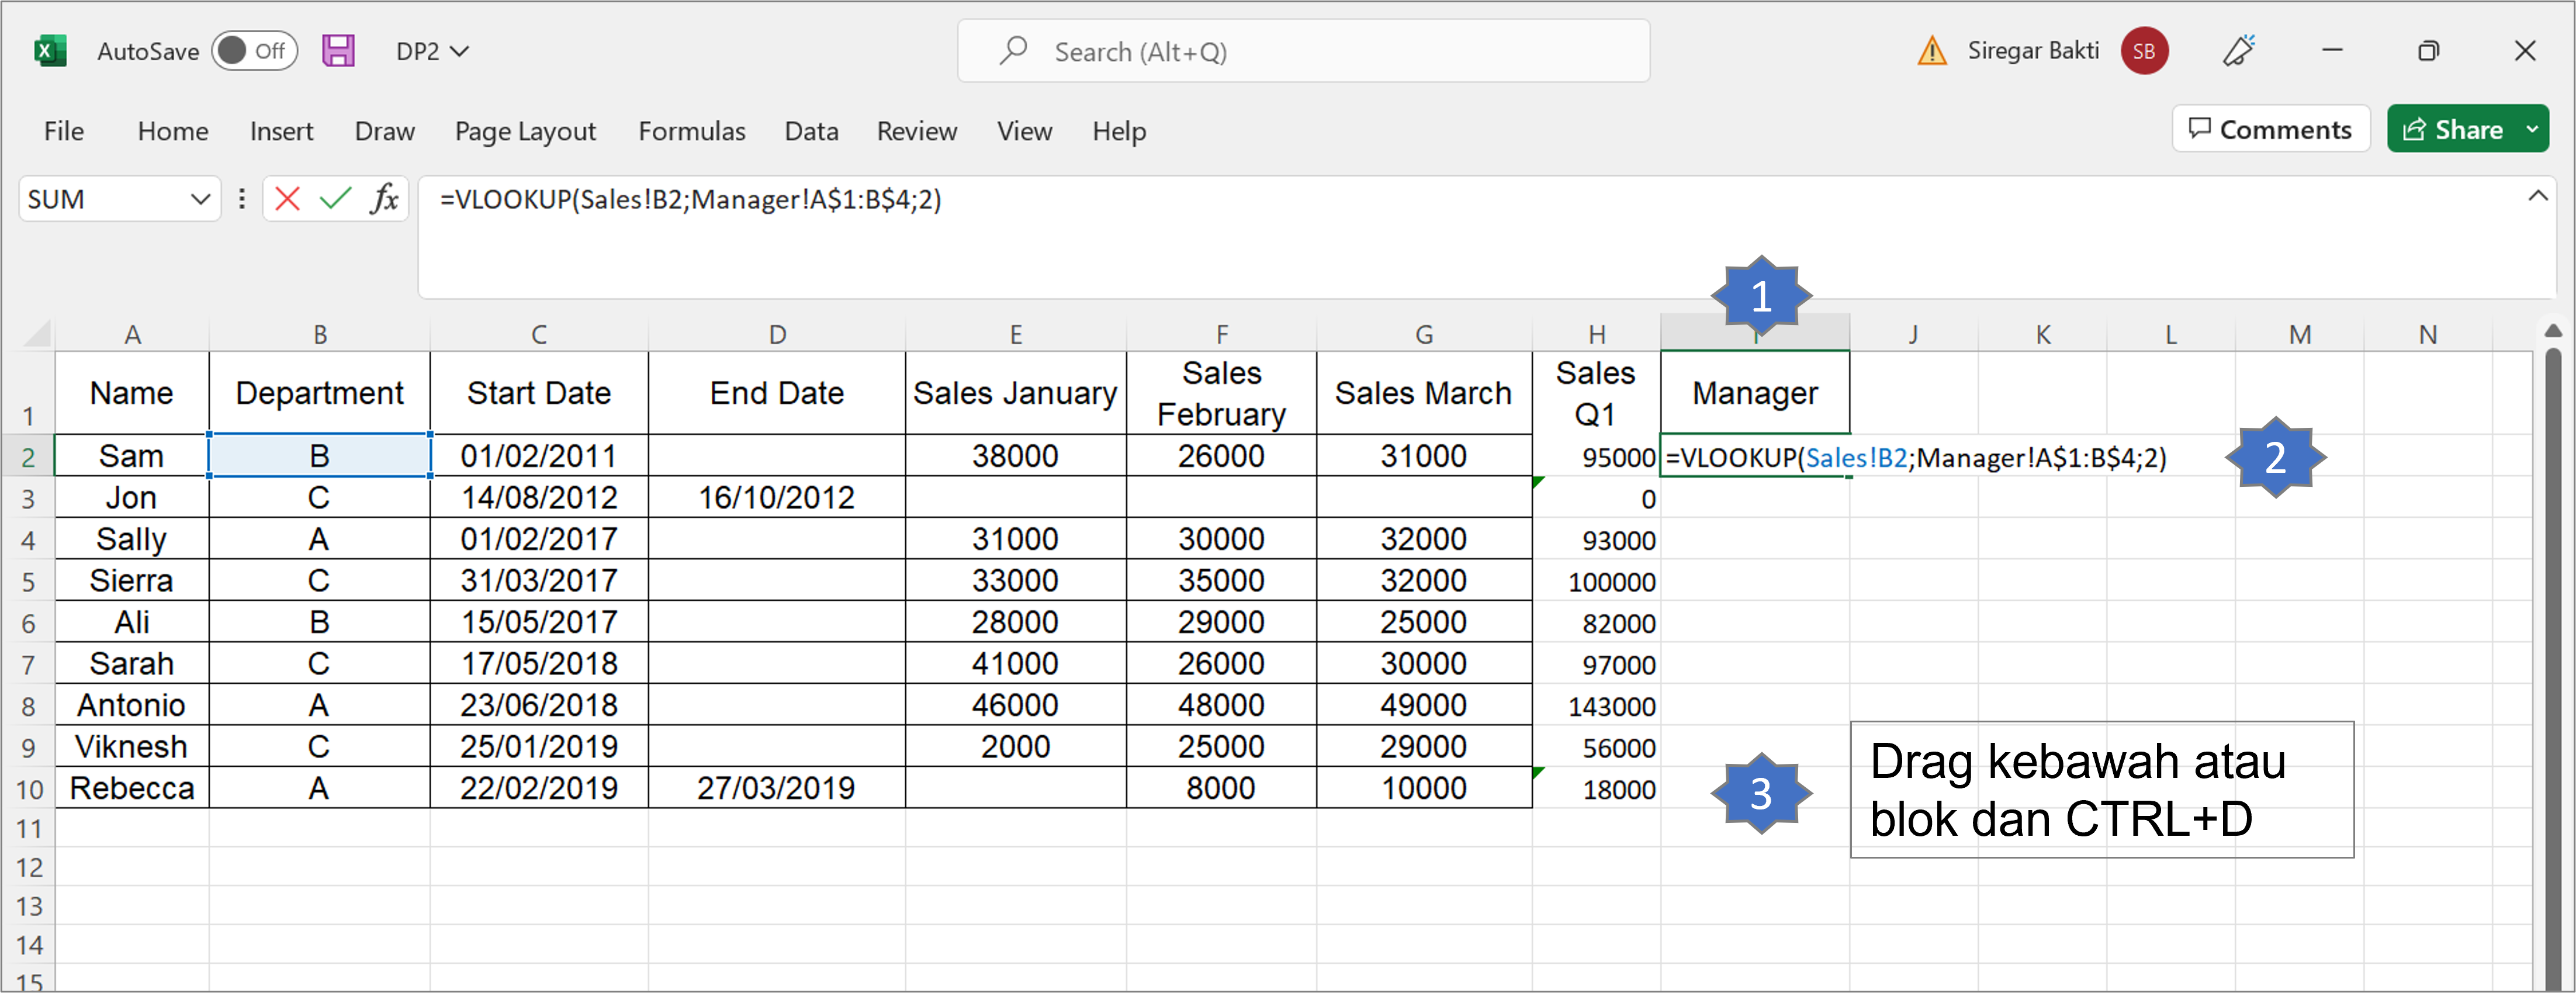 AutoSave Off DP2 Search (Alt+Q) Siregar Bakti SB
File Home Insert Draw Page Layout Formulas Data Review View Help Comments Share
SUM fx =VLOOKUP(Sales!B2;Manager!A$1:B$4;2)
1
A B C D E F G H I J K L M N
1 Name Department Start Date End Date Sales January Sales February Sales March Sales Q1 Manager
2 Sam B 01/02/2011 38000 26000 31000 95000 =VLOOKUP(Sales!B2;Manager!A$1:B$4;2) 2
3 Jon C 14/08/2012 16/10/2012 0
4 Sally A 01/02/2017 31000 30000 32000 93000
5 Sierra C 31/03/2017 33000 35000 32000 100000
6 Ali B 15/05/2017 28000 29000 25000 82000
7 Sarah C 17/05/2018 41000 26000 30000 97000
8 Antonio A 23/06/2018 46000 48000 49000 143000
9 Viknesh C 25/01/2019 2000 25000 29000 56000
10 Rebecca A 22/02/2019 27/03/2019 8000 10000 18000
3
Drag kebawah atau
blok dan CTRL+D
11
12
13
14
15